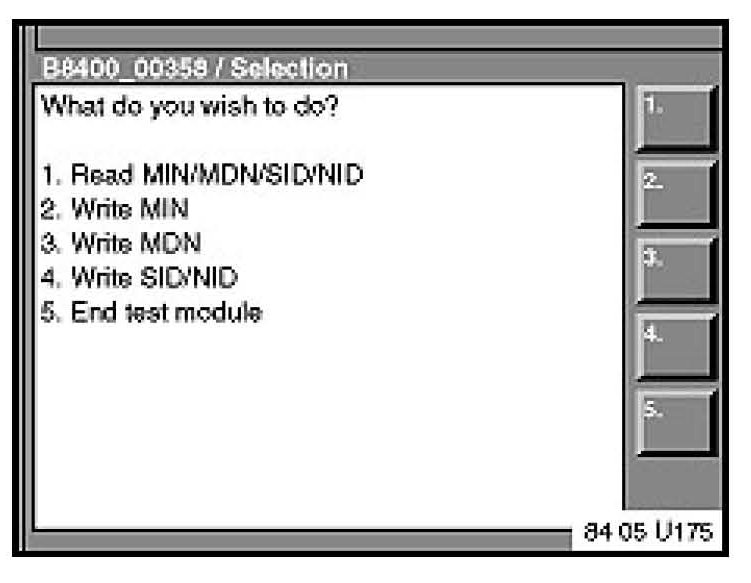 B8400_00358 / Selection
What do you wish to do?
1. Read MIN/MDN/SID/NID
2. Write MIN
3. Write MDN
4. Write SID/NID
5. End test module
1.
2.
3.
4.
5.
84 05 U175